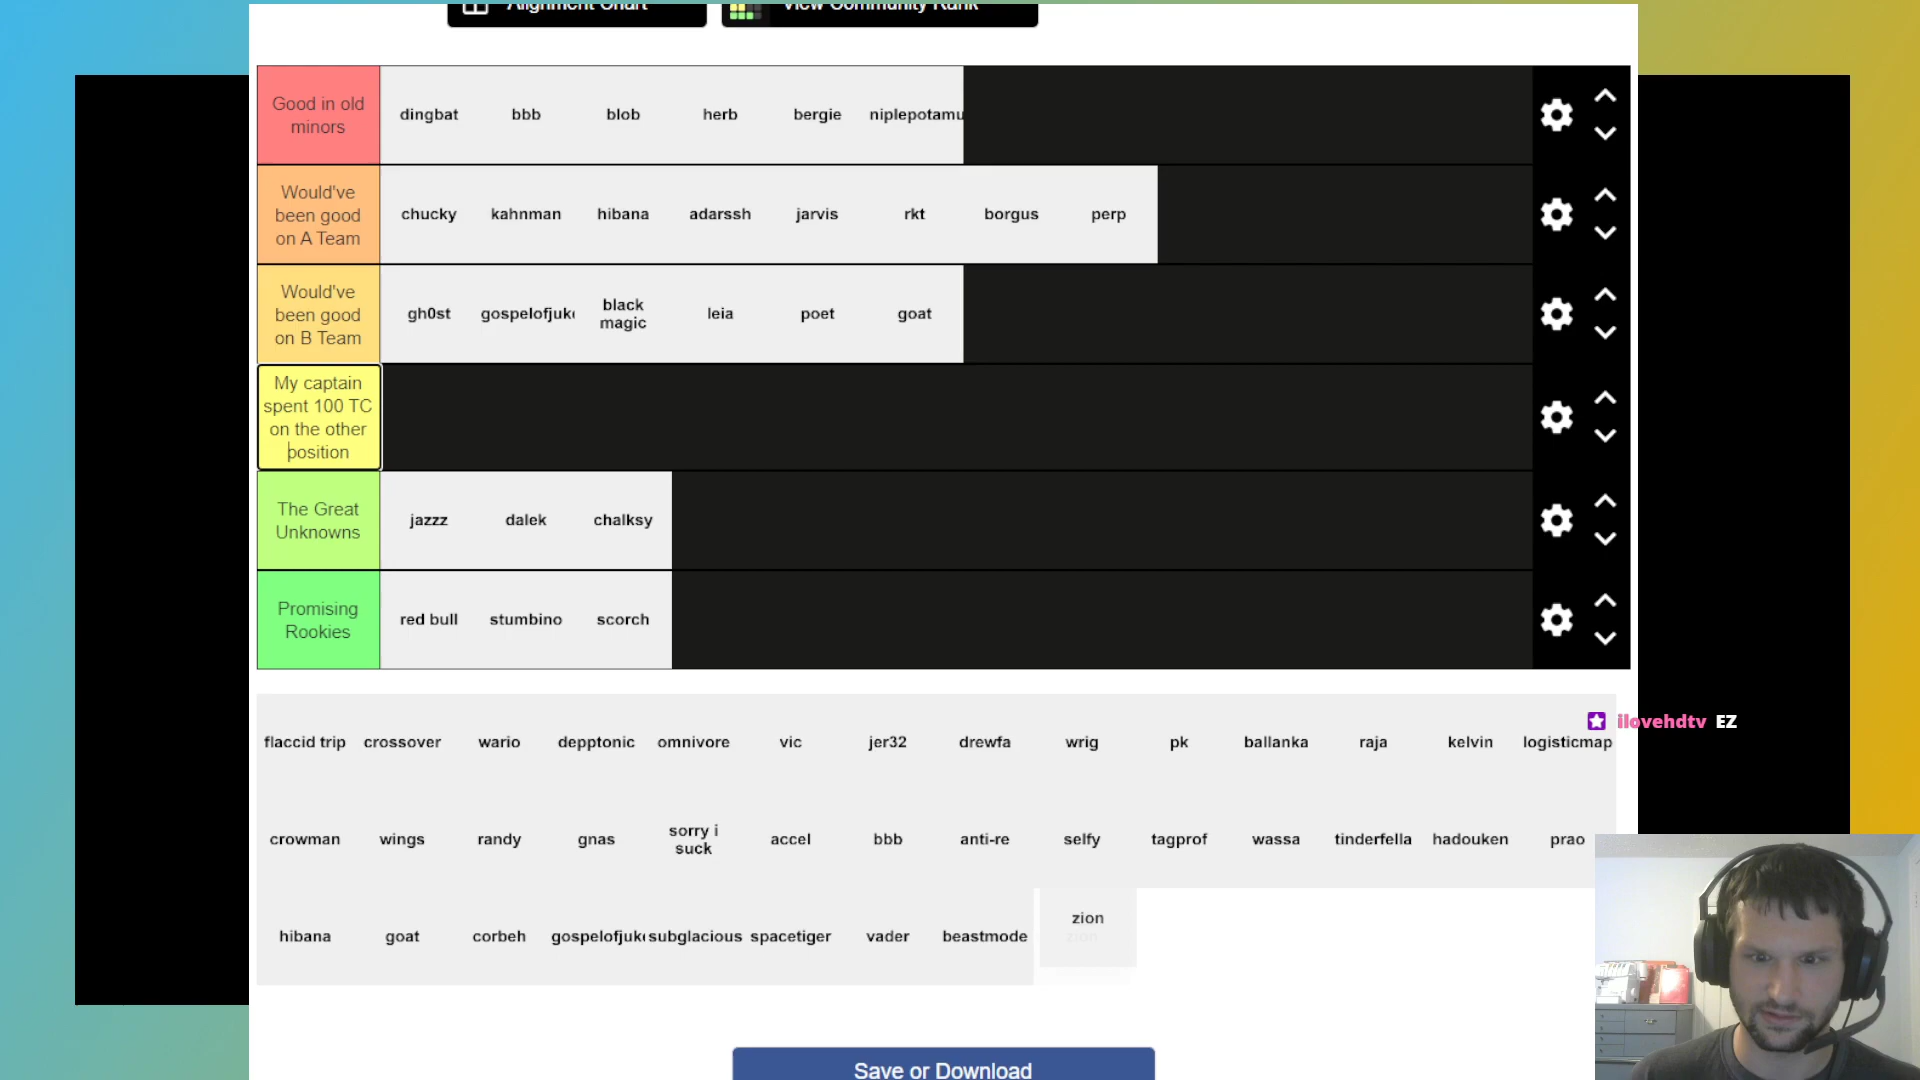 Alignment Chart
View Community Rank
Good in old
minors
dingbat
bbb
blob
herb
bergie
niplepotamu
Would've
been good
on A Team
chucky
kahnman
hibana
adarssh
jarvis
rkt
borgus
perp
Would've
been good
on B Team
gh0st
gospelofjuk
black
magic
leia
poet
goat
My captain
spent 100 TC
on the other
position
The Great
Unknowns
jazzz
dalek
chalksy
Promising
Rookies
red bull
stumbino
scorch
ilovehdtv EZ
flaccid trip
crossover
wario
depptonic
omnivore
vic
jer32
drewfa
wrig
pk
ballanka
raja
kelvin
logisticmap
crowman
wings
randy
gnas
sorry i
suck
accel
bbb
anti-re
selfy
tagprof
wassa
tinderfella
hadouken
prao
hibana
goat
corbeh
gospelofjuk
subglacious
spacetiger
vader
beastmode
zion
zion
Save or Download